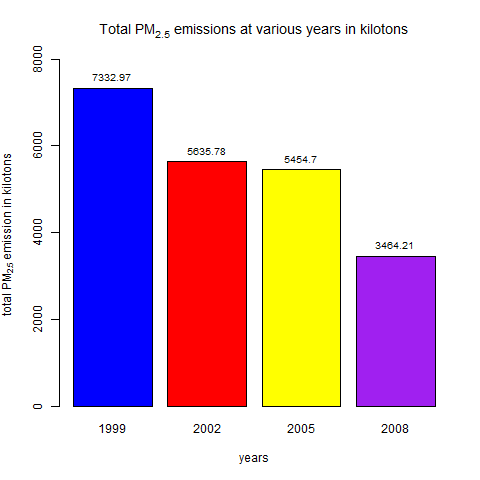 Total PM2.5 emissions at various years in kilotons
total PM2.5 emission in kilotons
8000
6000
4000
2000
0
7332.97
5635.78
5454.7
3464.21
1999 2002 2005 2008
years